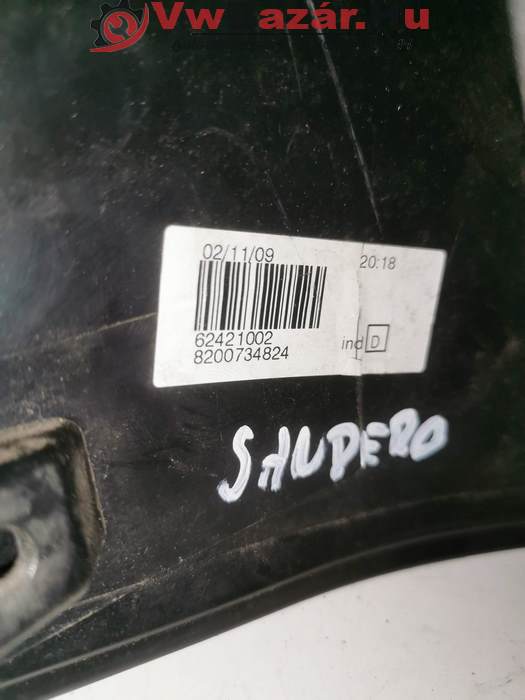 Vw azár. u
02/11/09
20:18
62421002
ind D
8200734824
SANDERO